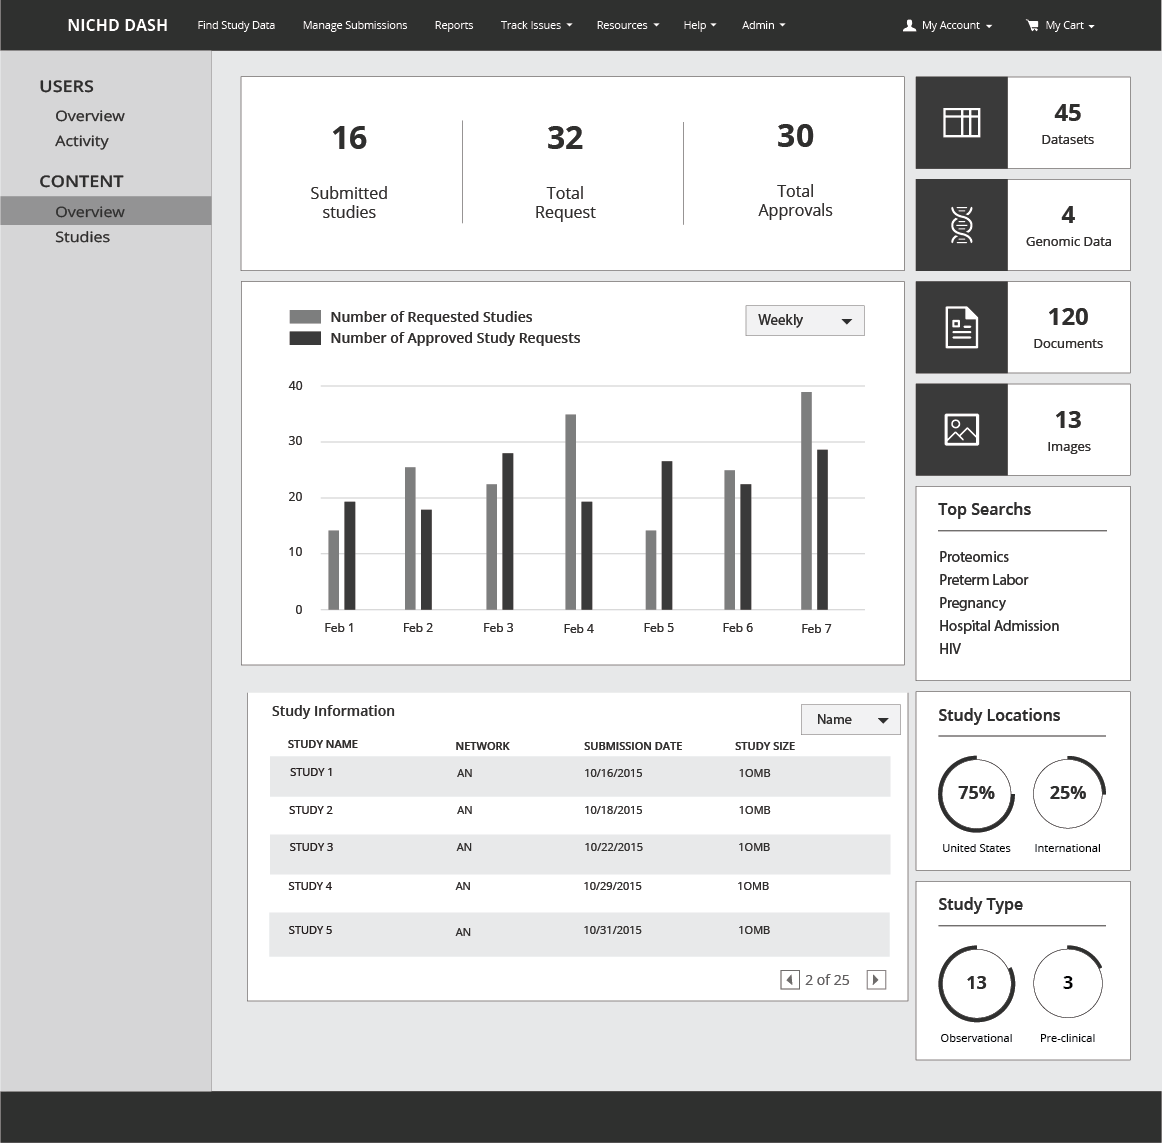 NICHD DASH Find Study Data Manage Submissions Reports Track Issues Resources Help Admin My Account My Cart
USERS
Overview
Activity
CONTENT
Overview
Studies
16
Submitted
studies
32
Total
Request
30
Total
Approvals
Number of Requested Studies
Number of Approved Study Requests
Weekly
40
30
20
10
0
Feb 1 Feb 2 Feb 3 Feb 4 Feb 5 Feb 6 Feb 7
Study Information
Name
STUDY NAME NETWORK SUBMISSION DATE STUDY SIZE
STUDY 1 AN 10/16/2015 1OMB
STUDY 2 AN 10/18/2015 1OMB
STUDY 3 AN 10/22/2015 1OMB
STUDY 4 AN 10/29/2015 1OMB
STUDY 5 AN 10/31/2015 1OMB
2 of 25
45
Datasets
4
Genomic Data
120
Documents
13
Images
Top Searchs
Proteomics
Preterm Labor
Pregnancy
Hospital Admission
HIV
Study Locations
75% 25%
United States International
Study Type
13 3
Observational Pre-clinical